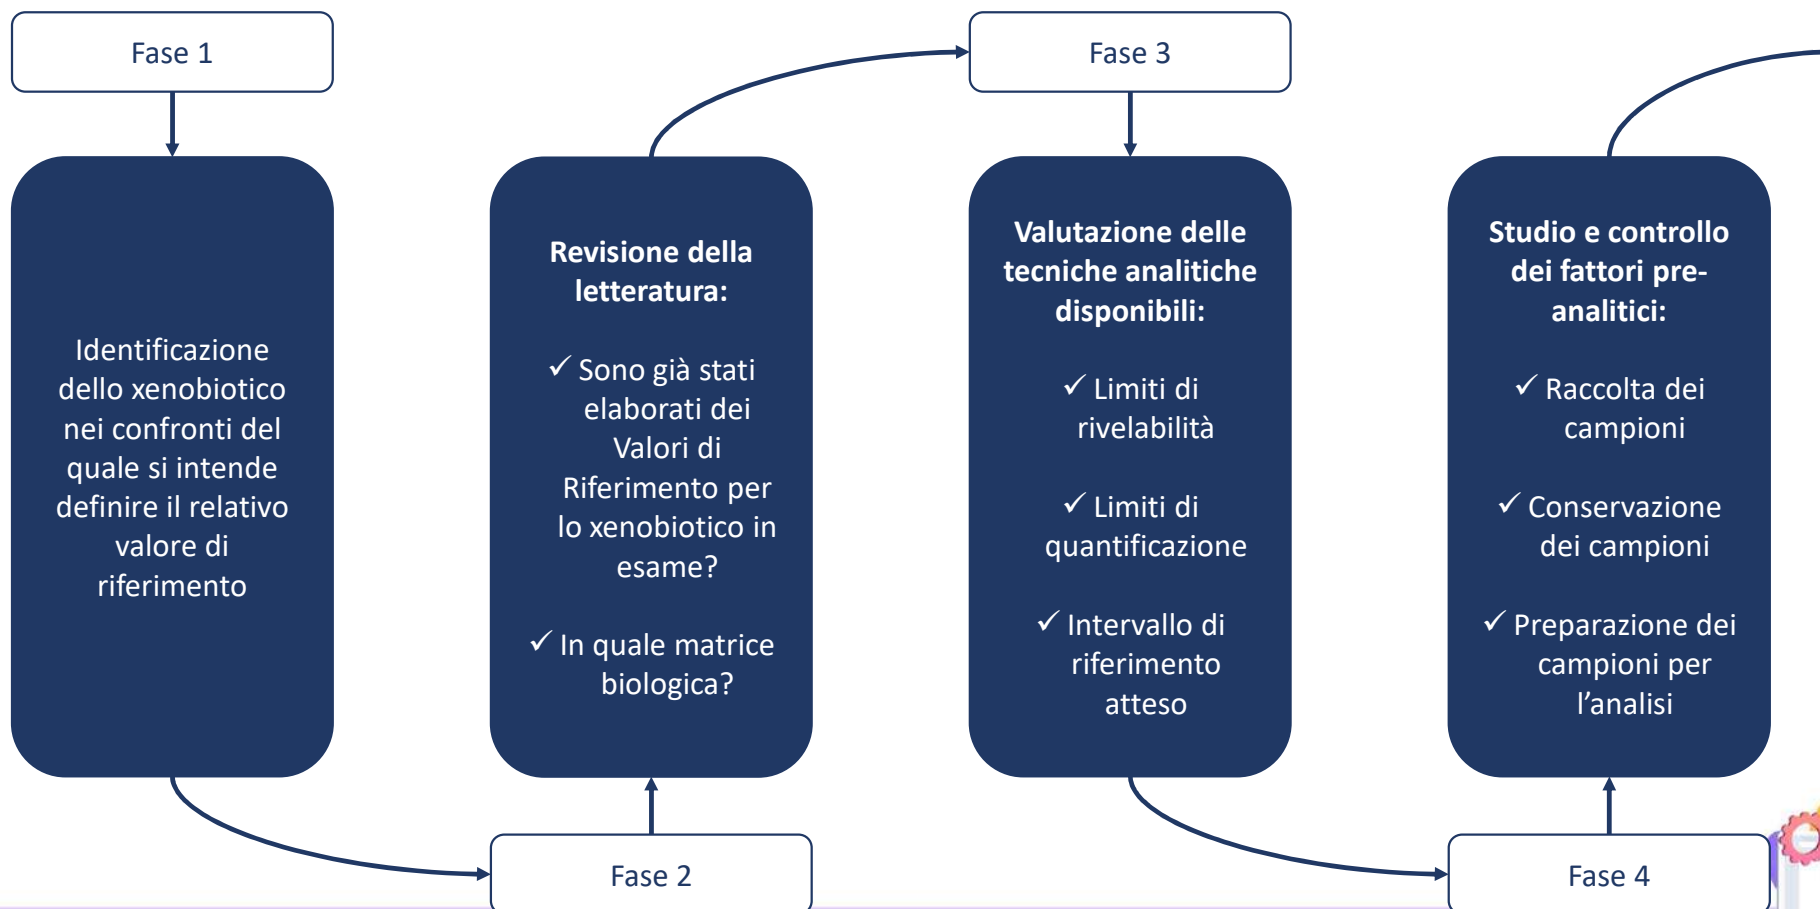 Fase 1
Identificazione
dello xenobiotico
nei confronti del
quale si intende
definire il relativo
valore di
riferimento
Fase 2
Revisione della
letteratura:
✓ Sono già stati
elaborati dei
Valori di
Riferimento per
lo xenobiotico in
esame?
✓ In quale matrice
biologica?
Fase 3
Valutazione delle
tecniche analitiche
disponibili:
✓ Limiti di
rivelabilità
✓ Limiti di
quantificazione
✓ Intervallo di
riferimento
atteso
Fase 4
Studio e controllo
dei fattori pre-
analitici:
✓ Raccolta dei
campioni
✓ Conservazione
dei campioni
✓ Preparazione dei
campioni per
l’analisi